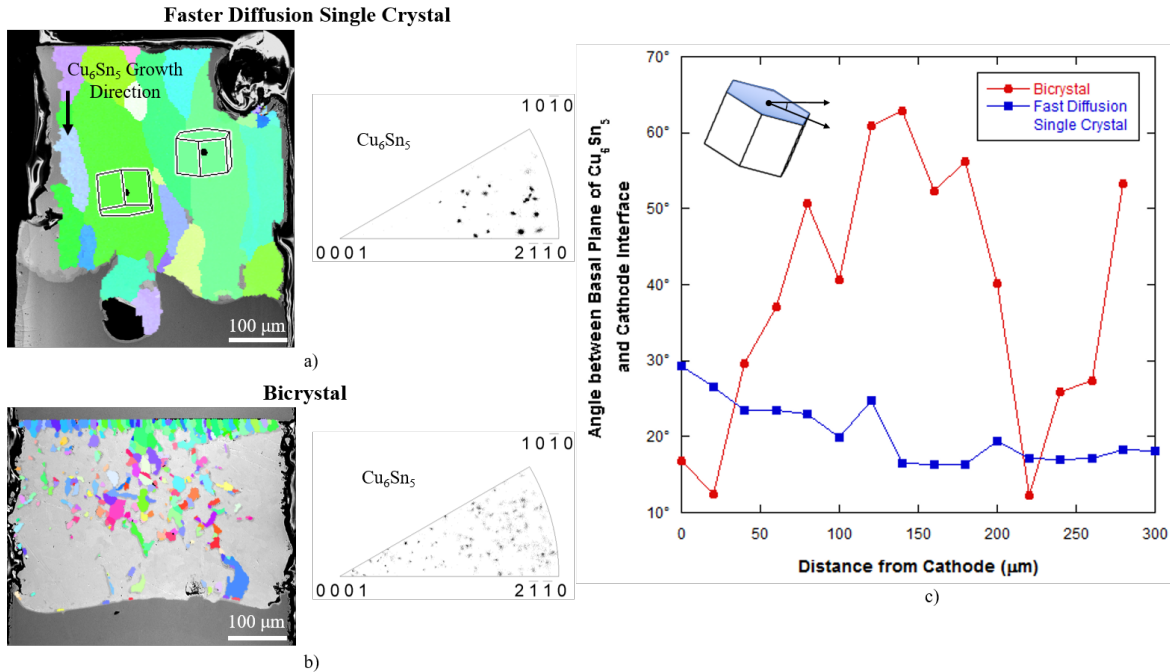 Faster Diffusion Single Crystal
Cu6Sn5 Growth
Direction
100 μm
Cu6Sn5
1 0 1̅ 0
0 0 0 1
2 1̅ 1̅ 0
a)
Bicrystal
100 μm
Cu6Sn5
1 0 1̅ 0
0 0 0 1
2 1̅ 1̅ 0
b)
Angle between Basal Plane of Cu6Sn5
and Cathode Interface
70°
60°
50°
40°
30°
20°
10°
Bicrystal
Fast Diffusion
Single Crystal
0
50
100
150
200
250
300
Distance from Cathode (μm)
c)